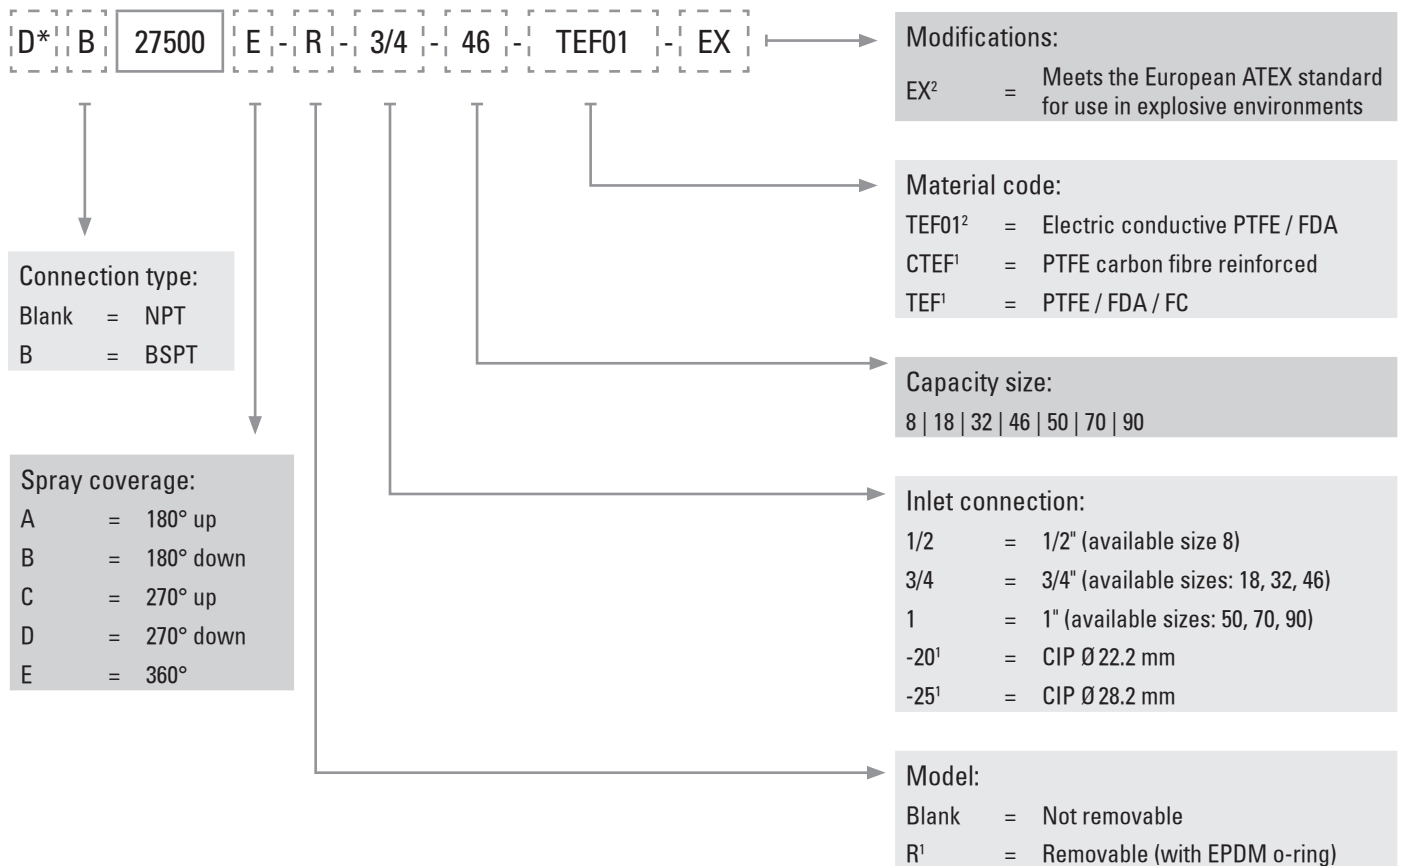 D* B 27500 E - R - 3/4 - 46 - TEF01 - EX
Modifications:
EX² = Meets the European ATEX standard
for use in explosive environments
Material code:
TEF01² = Electric conductive PTFE / FDA
CTEF¹ = PTFE carbon fibre reinforced
TEF¹ = PTFE / FDA / FC
Connection type:
Blank = NPT
B = BSPT
Capacity size:
8 | 18 | 32 | 46 | 50 | 70 | 90
Spray coverage:
A = 180° up
B = 180° down
C = 270° up
D = 270° down
E = 360°
Inlet connection:
1/2 = 1/2" (available size 8)
3/4 = 3/4" (available sizes: 18, 32, 46)
1 = 1" (available sizes: 50, 70, 90)
-20¹ = CIP Ø 22.2 mm
-25¹ = CIP Ø 28.2 mm
Model:
Blank = Not removable
R¹ = Removable (with EPDM o-ring)